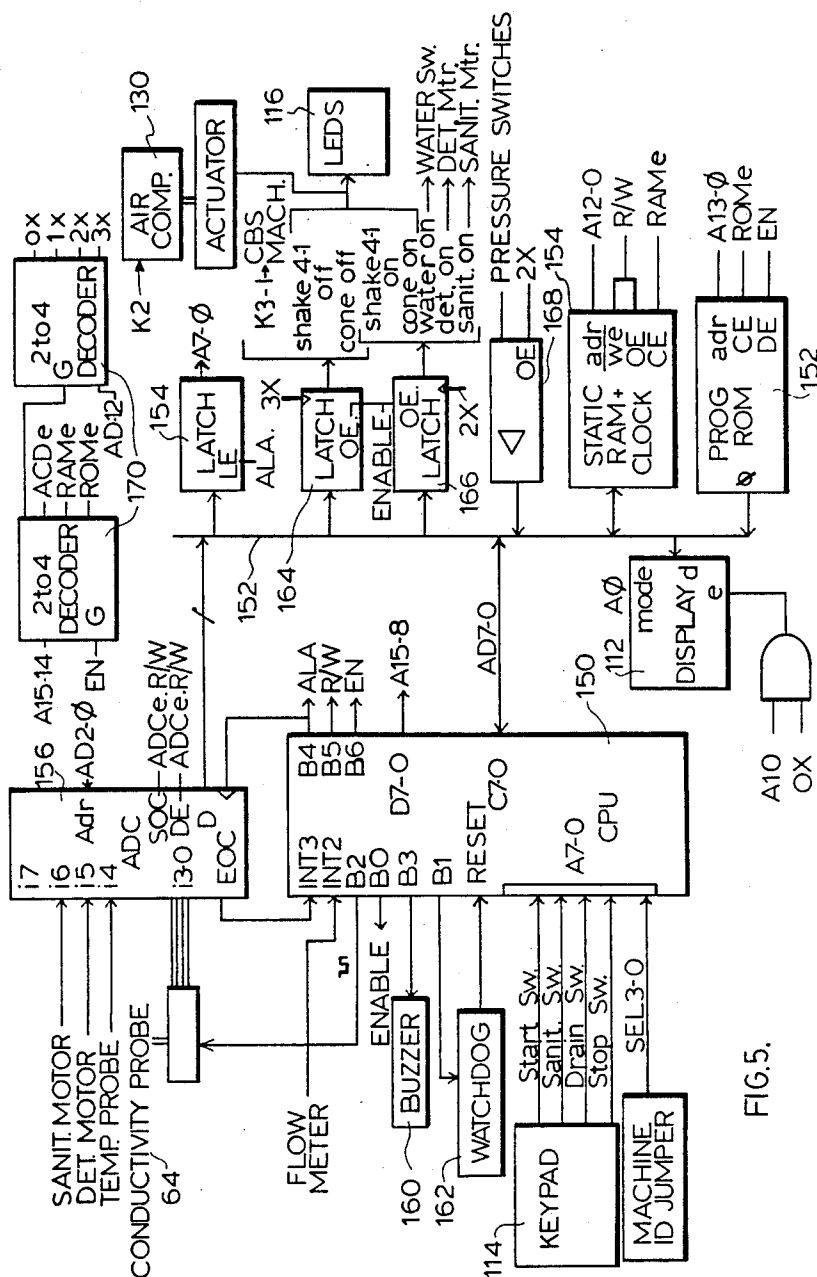 SANIT. MOTOR
DET. MOTOR
TEMP. PROBE
CONDUCTIVITY PROBE
64
i7
i6
i5
i4
i3-0
Adr
ADC
SOC
DE
D
EOC
156
AD2-Ø
ADCe.R/W
ADCe.R/W
A15-14
EN
2to4
DECODER
G
170
ACDe
RAMe
ROMe
2to4
G
DECODER
AD-12
OX
1X
2X
3X
K2
AIR
COMP.
130
ACTUATOR
LEDS
116
LATCH
LE
154
A7-Ø
ALA.
3X
LATCH
OE.
164
ENABLE
OE.
LATCH
166
2X
K3-1
CBS
MACH.
shake 4-1
off
cone off
shake 4-1
on
cone on
water on
det. on
sanit. on
WATER Sw.
DET. Mtr.
SANIT. Mtr.
PRESSURE SWITCHES
OE
2X
168
STATIC
RAM+
CLOCK
adr
we
OE
CE
154
A12-0
R/W
RAMe
PROG
ROM
Q
adr
CE
DE
152
A13-Ø
ROMe
EN
152
AD7-0
AØ
mode
DISPLAY
d
e
112
A10
OX
FLOW
METER
INT3
INT2
B2
B0
B3
B1
RESET
B4
B5
B6
D7-0
C7-0
A7-0
CPU
150
ALA
R/W
EN
A15-8
ENABLE
BUZZER
160
WATCHDOG
162
KEYPAD
114
Start Sw.
Sanit. Sw.
Drain Sw.
Stop Sw.
MACHINE
ID JUMPER
SEL3-0
FIG.5.